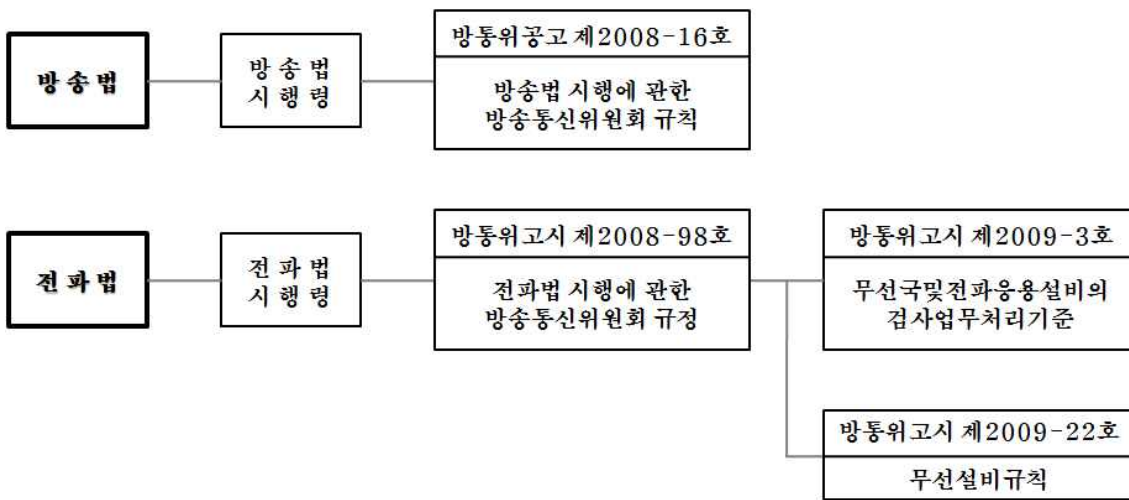 방통위공고 제2008-16호
방 송 법
방 송 법
시 행 령
방송법 시행에 관한
방송통신위원회 규칙
방통위고시 제2008-98호
방통위고시 제2009-3호
전 파 법
전 파 법
시 행 령
전파법 시행에 관한
방송통신위원회 규정
무선국및전파응용설비의
검사업무처리기준
방통위고시 제2009-22호
무선설비규칙